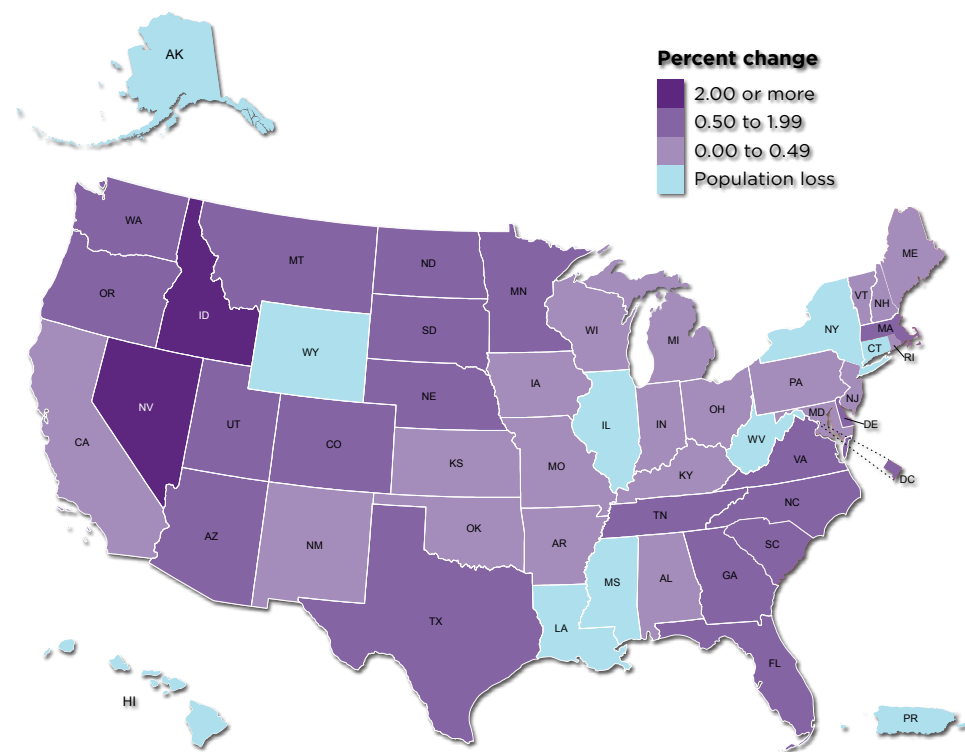 AK
Percent change
2.00 or more
0.50 to 1.99
0.00 to 0.49
Population loss
WA
MT
ND
MN
ME
OR
ID
SD
WI
MI
VT
NH
NY
MA
CT
RI
WY
NE
IA
PA
NJ
NV
UT
CO
IL
IN
OH
MD
DE
CA
KS
MO
KY
WV
VA
DC
AZ
NM
OK
AR
TN
NC
MS
AL
GA
SC
TX
LA
FL
HI
PR